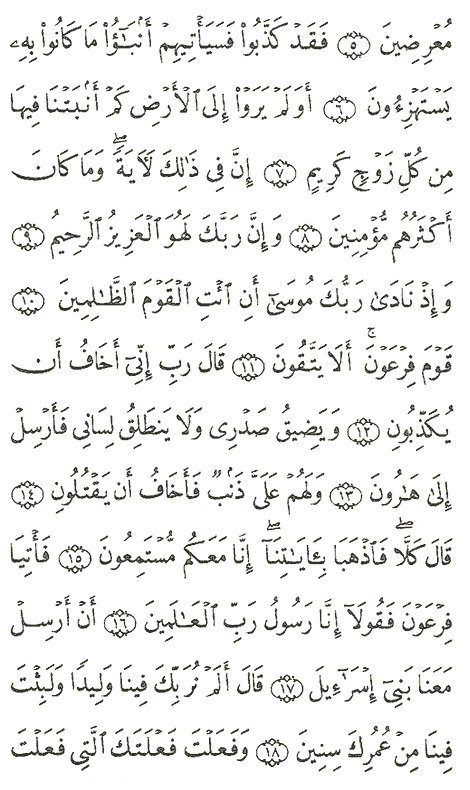 مُعْرِضِينَ ۝٥ فَقَدْ كَذَّبُوا۟ فَسَيَأْتِيهِمْ أَنۢبَـٰٓؤُا۟ مَا كَانُوا۟ بِهِۦ
يَسْتَهْزِءُونَ ۝٦ أَوَلَمْ يَرَوْا۟ إِلَى ٱلْأَرْضِ كَمْ أَنۢبَتْنَا فِيهَا
مِن كُلِّ زَوْجٍ كَرِيمٍ ۝٧ إِنَّ فِى ذَٰلِكَ لَـَٔايَةً ۖ وَمَا كَانَ
أَكْثَرُهُم مُّؤْمِنِينَ ۝٨ وَإِنَّ رَبَّكَ لَهُوَ ٱلْعَزِيزُ ٱلرَّحِيمُ ۝٩
وَإِذْ نَادَىٰ رَبُّكَ مُوسَىٰٓ أَنِ ٱئْتِ ٱلْقَوْمَ ٱلظَّـٰلِمِينَ ۝١٠
قَوْمَ فِرْعَوْنَ ۚ أَلَا يَتَّقُونَ ۝١١ قَالَ رَبِّ إِنِّىٓ أَخَافُ أَن
يُكَذِّبُونِ ۝١٢ وَيَضِيقُ صَدْرِى وَلَا يَنطَلِقُ لِسَانِى فَأَرْسِلْ
إِلَىٰ هَـٰرُونَ ۝١٣ وَلَهُمْ عَلَىَّ ذَنۢبٌ فَأَخَافُ أَن يَقْتُلُونِ ۝١٤
قَالَ كَلَّا ۖ فَٱذْهَبَا بِـَٔايَـٰتِنَآ ۖ إِنَّا مَعَكُم مُّسْتَمِعُونَ ۝١٥ فَأْتِيَا
فِرْعَوْنَ فَقُولَآ إِنَّا رَسُولُ رَبِّ ٱلْعَـٰلَمِينَ ۝١٦ أَنْ أَرْسِلْ
مَعَنَا بَنِىٓ إِسْرَٰٓءِيلَ ۝١٧ قَالَ أَلَمْ نُرَبِّكَ فِينَا وَلِيدًا وَلَبِثْتَ
فِينَا مِنْ عُمُرِكَ سِنِينَ ۝١٨ وَفَعَلْتَ فَعْلَتَكَ ٱلَّتِى فَعَلْتَ